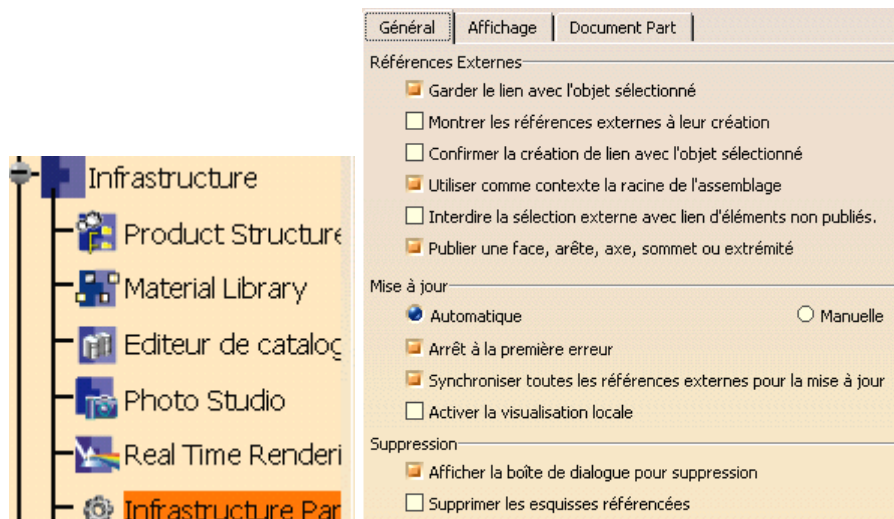 Infrastructure
Product Structure
Material Library
Editeur de catalog
Photo Studio
Real Time Renderi
Infrastructure Par
Général Affichage Document Part
Références Externes
Garder le lien avec l'objet sélectionné
Montrer les références externes à leur création
Confirmer la création de lien avec l'objet sélectionné
Utiliser comme contexte la racine de l'assemblage
Interdire la sélection externe avec lien d'éléments non publiés.
Publier une face, arête, axe, sommet ou extrémité
Mise à jour
Automatique Manuelle
Arrêt à la première erreur
Synchroniser toutes les références externes pour la mise à jour
Activer la visualisation locale
Suppression
Afficher la boîte de dialogue pour suppression
Supprimer les esquisses référencées